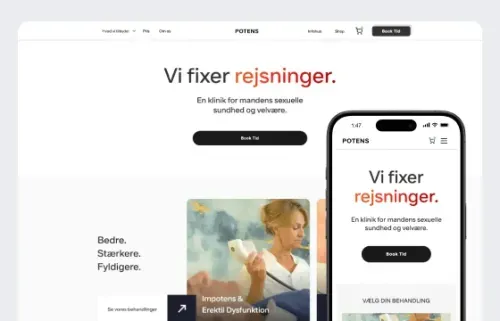 Pris
Om os
POTENS
Shop
Book Tid
Vi fixer rejsninger.
En klinik for mandens sexuelle
sundhed og velvære.
Book Tid
Bedre.
Stærkere.
Fyldigere.
Se vores behandlinger
Impotens &
Erektil Dysfunktion
1:47
POTENS
Vi fixer
rejsninger.
En klinik for mandens sexuelle
sundhed og velvære.
Book Tid
VÆLG DIN BEHANDLING